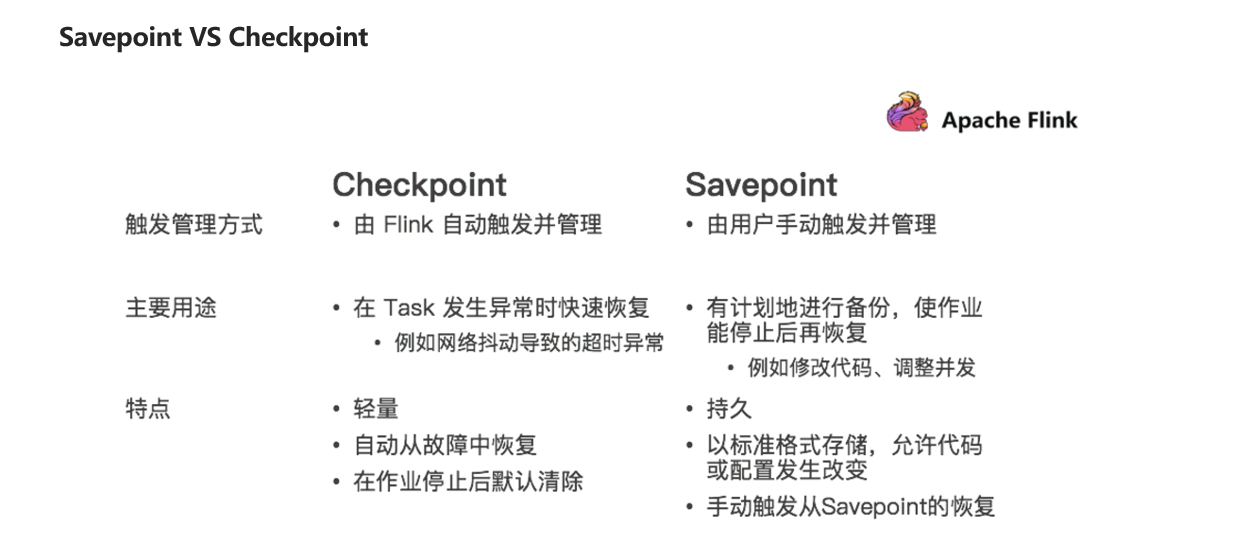 Savepoint VS Checkpoint
Apache Flink
Checkpoint
Savepoint
触发管理方式
• 由 Flink 自动触发并管理
• 由用户手动触发并管理
主要用途
• 在 Task 发生异常时快速恢复
• 例如网络抖动导致的超时异常
• 有计划地进行备份，使作业
能停止后再恢复
• 例如修改代码、调整并发
特点
• 轻量
• 自动从故障中恢复
• 在作业停止后默认清除
• 持久
• 以标准格式存储，允许代码
或配置发生改变
• 手动触发从Savepoint的恢复